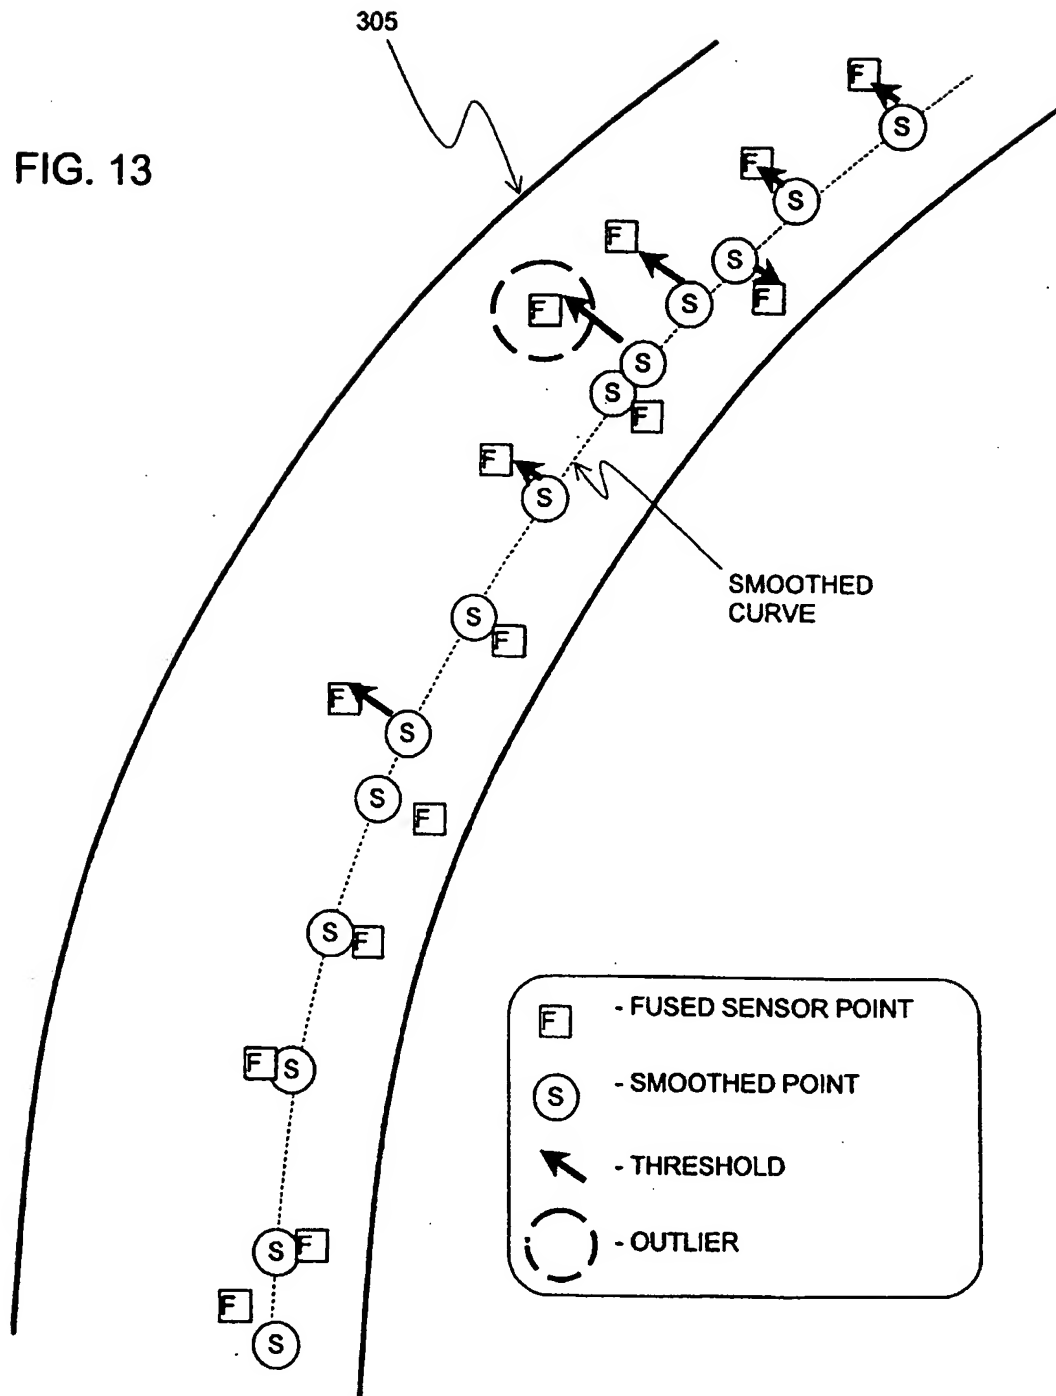 305
F
S
FIG. 13
F
S
F
S
F
S
F
S
S
F
F
S
SMOOTHED
CURVE
S
F
F
S
S
F
S
F
F
S
S
F
F
S
F - FUSED SENSOR POINT
S - SMOOTHED POINT
- THRESHOLD
- OUTLIER